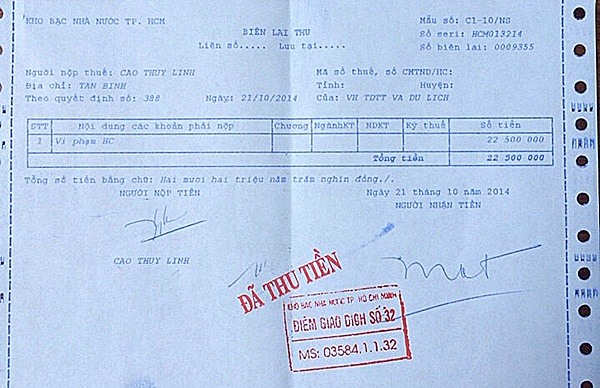 KHO BẠC NHÀ NƯỚC TP. HCM
Mẫu số: C1-10/NS
BIÊN LAI THU
Số seri: HCM013214
Liên số..... Lưu tại.....
Số biên lai: 0009355
Người nộp thuế: CAO THUY LINH
Mã số thuế, số CMTND/HC:
Địa chỉ: TAN BINH
Tỉnh: Huyện:
Theo quyết định số: 388 Ngày: 21/10/2014 Của: VH TDTT VA DU LICH
STT Nội dung các khoản phải nộp Chương NgànhKT NDKT Kỳ thuế Số tiền
1 Vi phạm HC 22 500 000
Tổng tiền 22 500 000
Tổng số tiền bằng chữ: Hai mươi hai triệu năm trăm nghìn đồng./.
NGƯỜI NỘP TIỀN
Ngày 21 tháng 10 năm 2014
NGƯỜI NHẬN TIỀN
CAO THUY LINH
ĐÃ THU TIỀN
KHO BẠC NHÀ NƯỚC TP HỒ CHÍ MINH
ĐIỂM GIAO DỊCH SỐ 32
MS: 03584.1.1.32